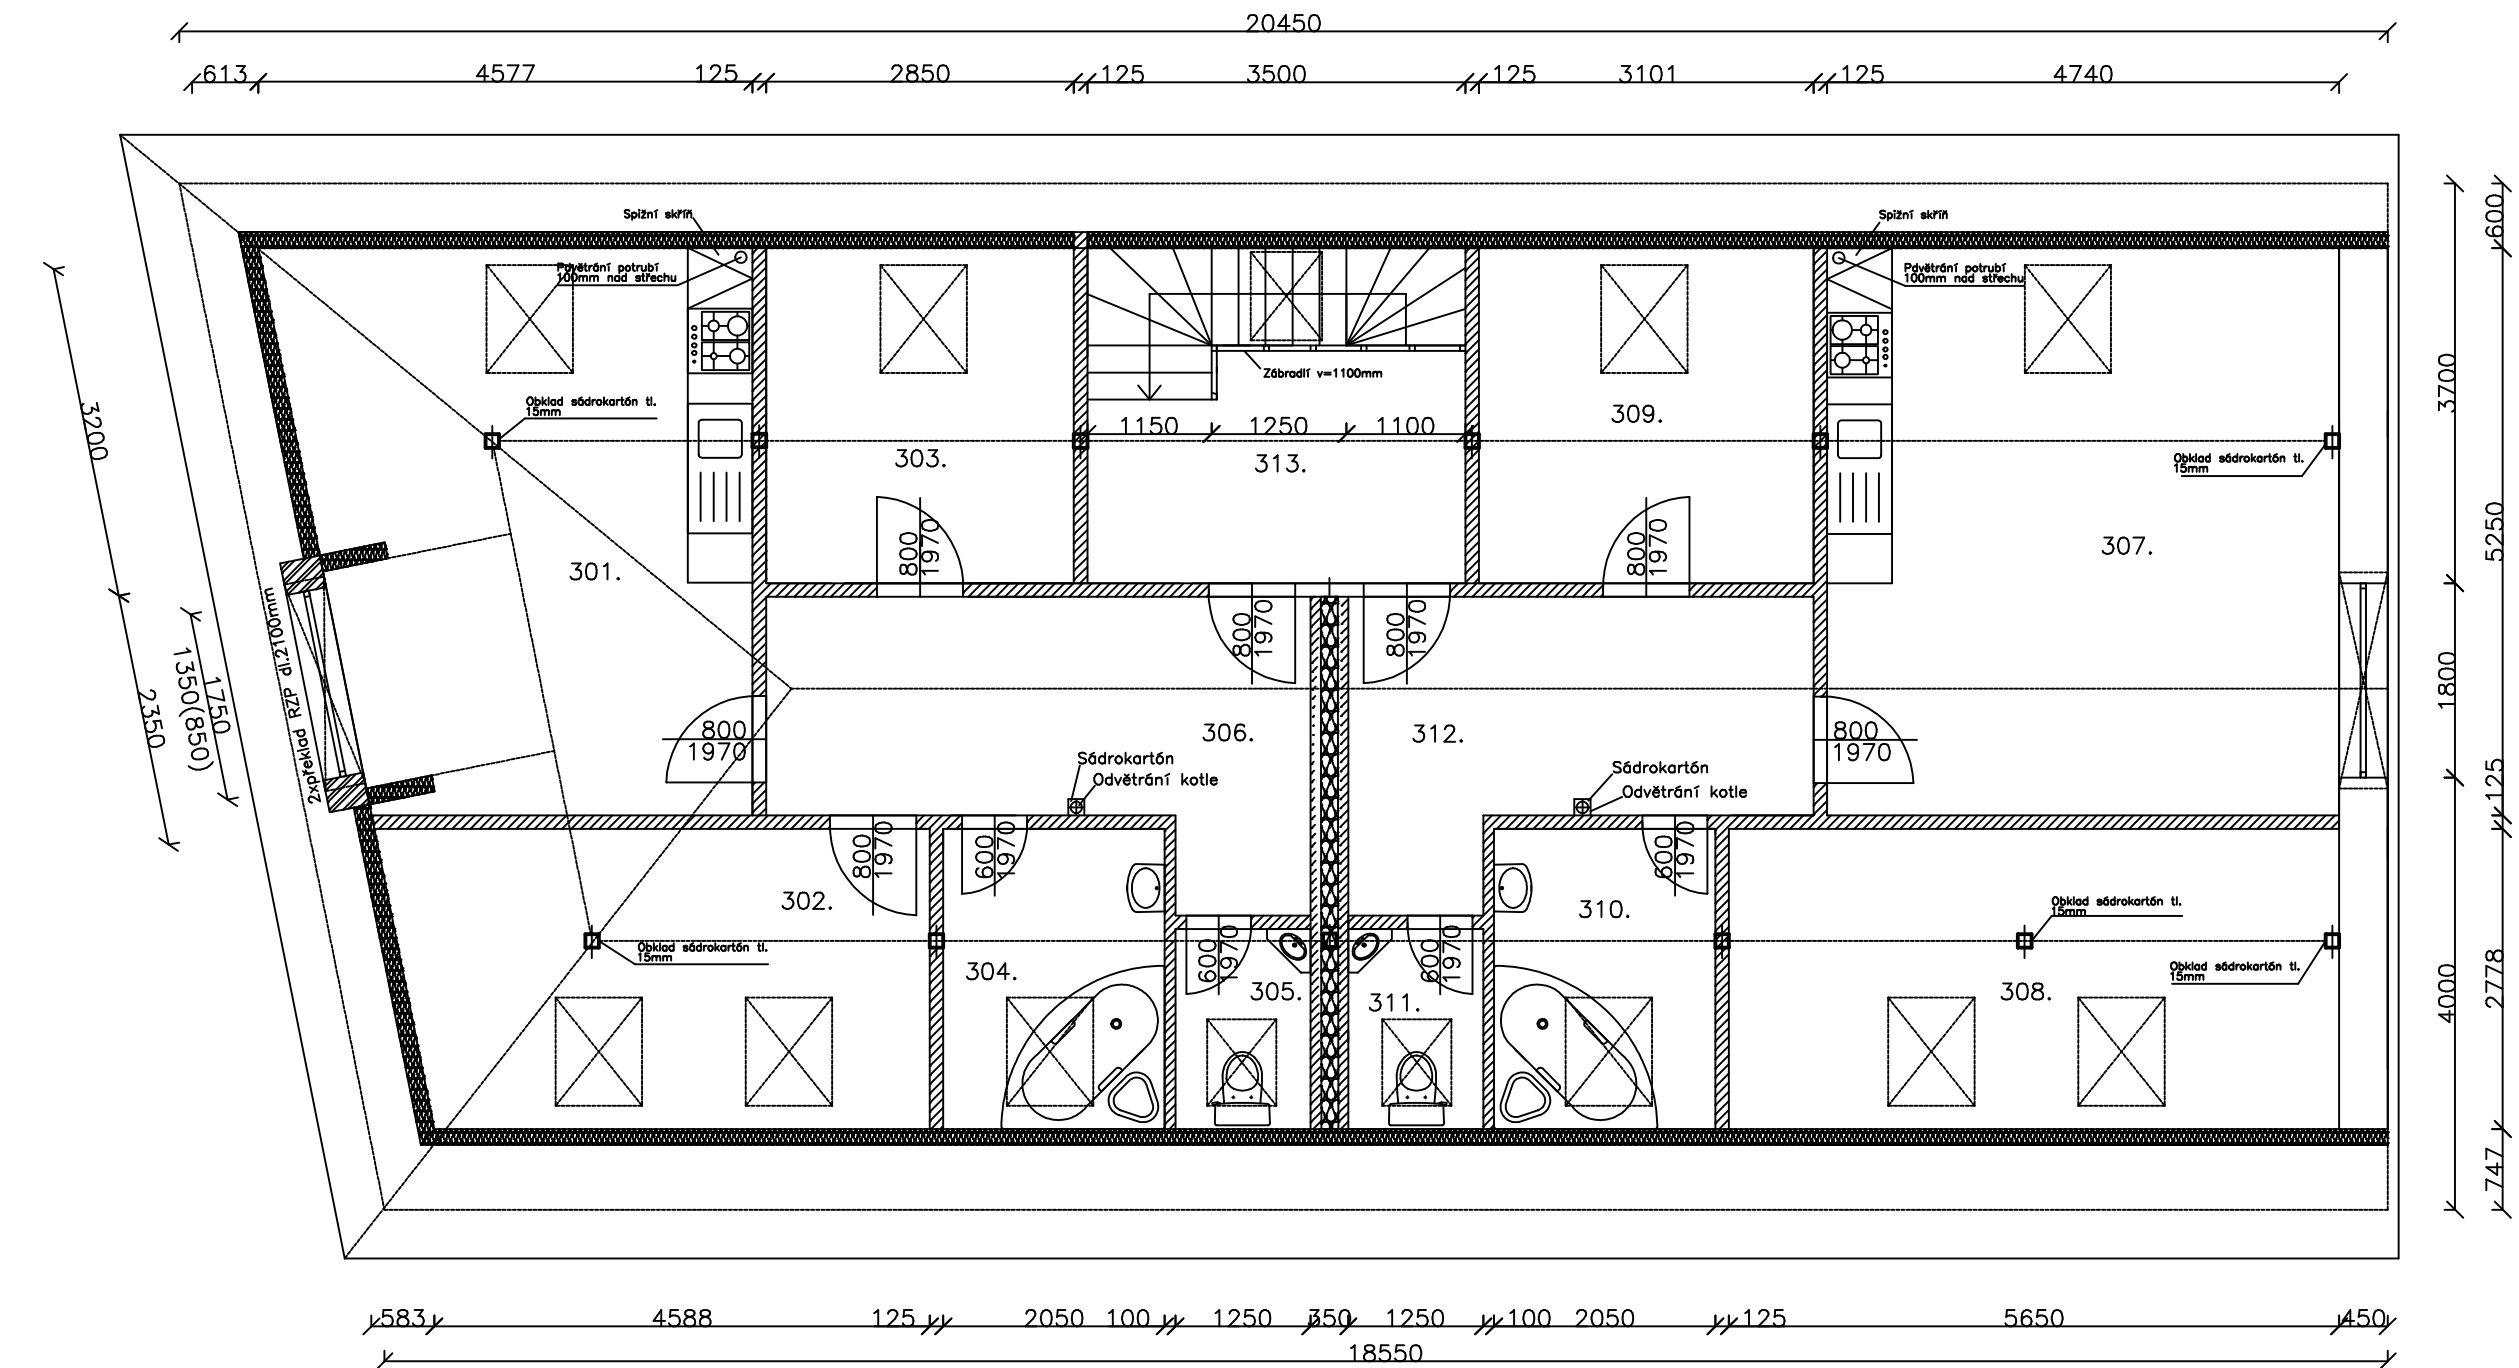 20450
613 4577 125 2850 125 3500 125 3101 125 4740
Spižní skříň
Pdvětrání potrubí
100mm nad střechu
Spižní skříň
Pdvětrání potrubí
100mm nad střechu
600
3200
Obklad sádrokartón tl.
15mm
Zábradlí v=1100mm
1150 1250 1100
309.
3700
303.
313.
Obklad sádrokartón tl.
15mm
5250
800
1970
800
1970
301.
307.
2xpřeklad RZP dl.2100mm
1750
1350(850)
2350
800
1970
800
1970
1800
800
1970
306.
312.
800
1970
Sádrokartón
Odvětrání kotle
Sádrokartón
Odvětrání kotle
125
800
1970
600
1970
600
1970
302.
310.
Obklad sádrokartón tl.
15mm
Obklad sádrokartón tl.
15mm
600
1970
600
1970
304.
305.
311.
308.
Obklad sádrokartón tl.
15mm
4000
2778
747
583 4588 125 2050 100 1250 350 1250 100 2050 125 5650 450
18550